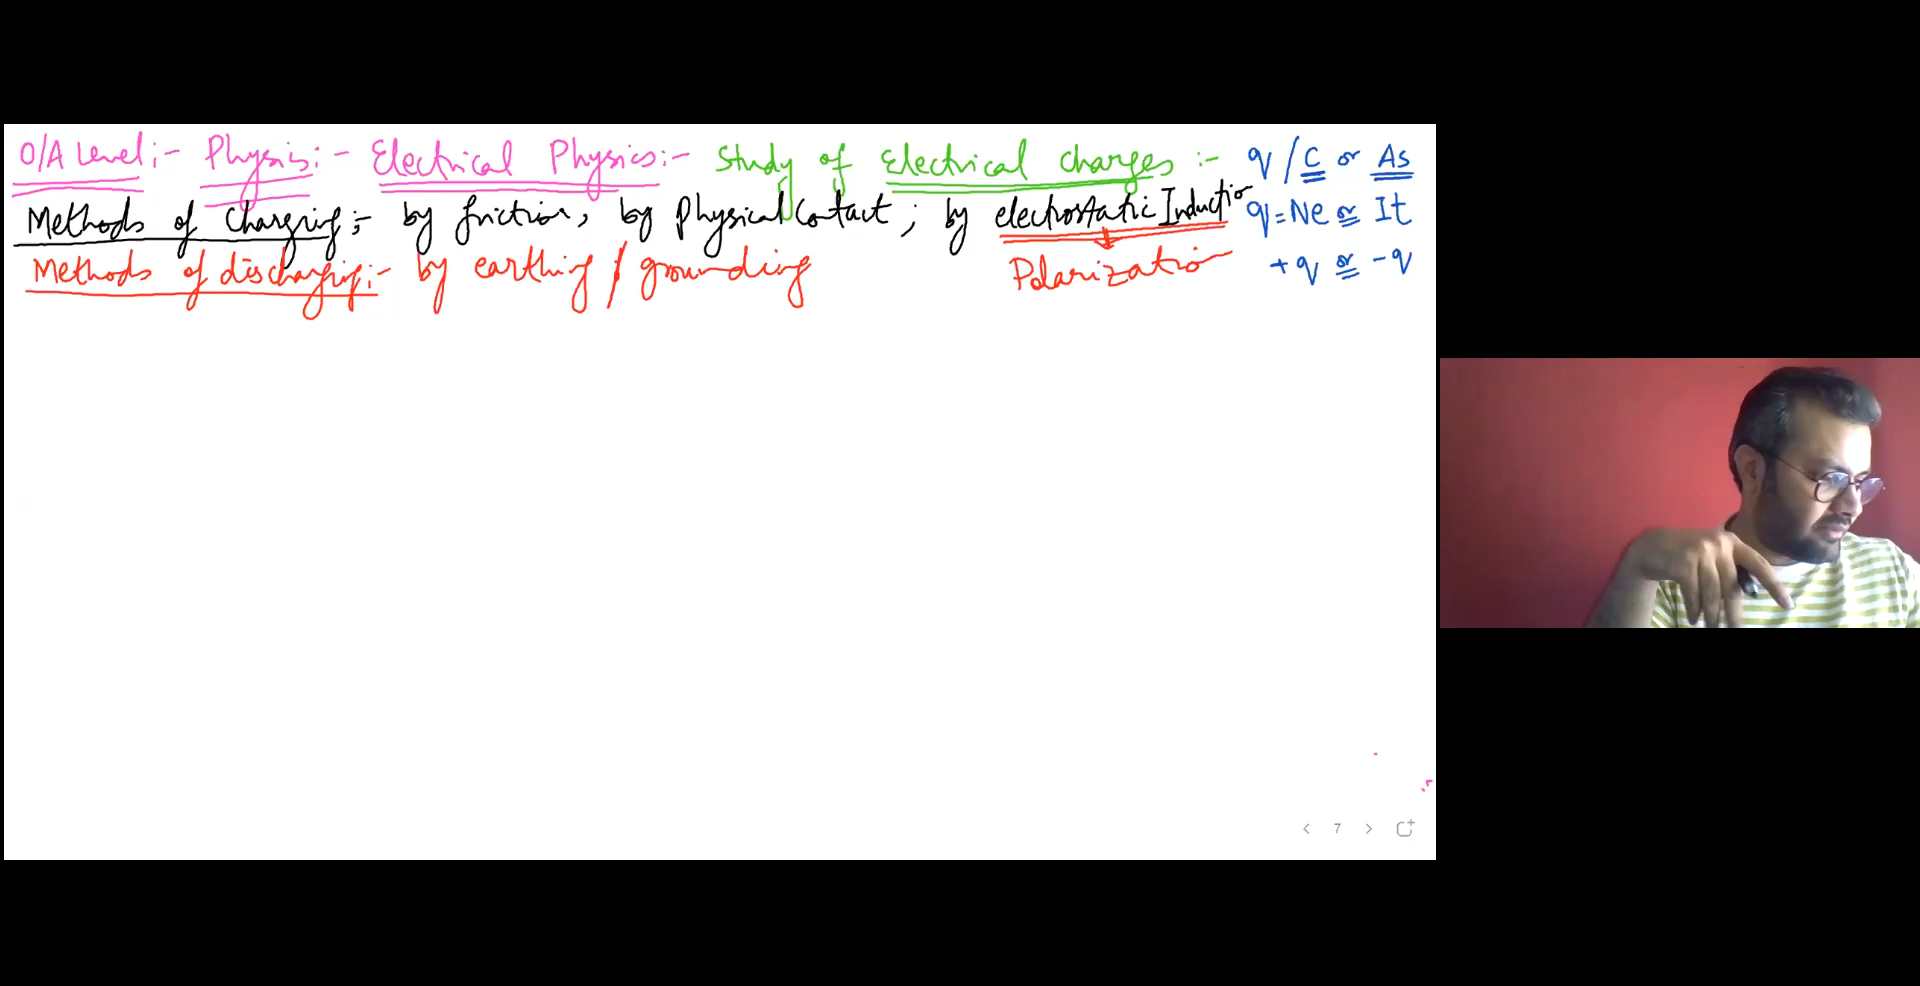 O/A Level:- Physics:- Electrical Physics:- Study of Electrical charges:- q/C or As
Methods of Charging:- by friction, by Physical Contact; by electrostatic Induction q=Ne or It
Methods of discharging:- by earthing / grounding Polarization +q or -q
< 7 >